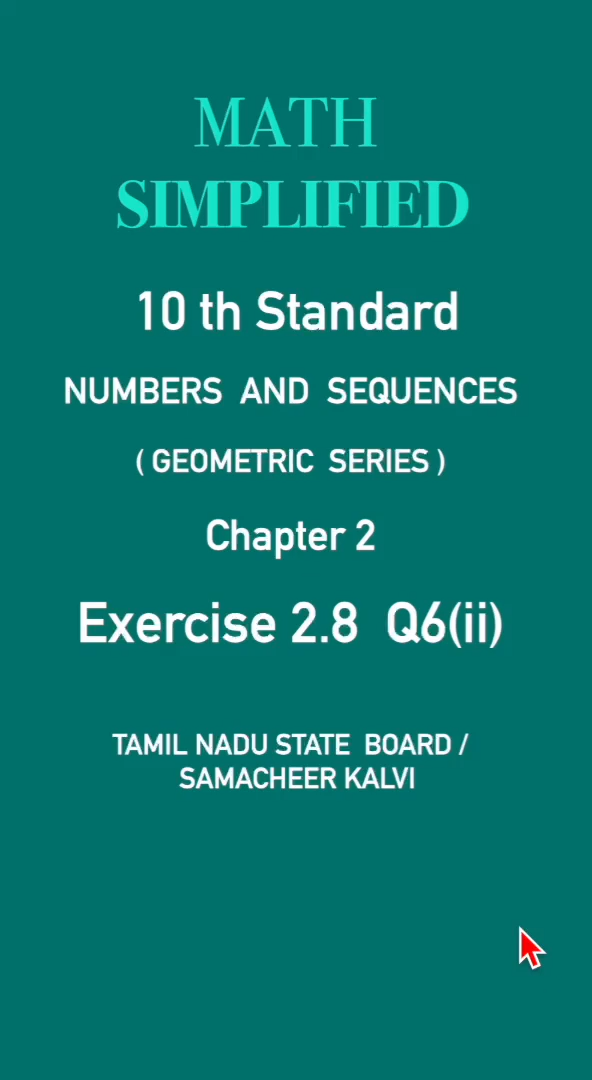 MATH
SIMPLIFIED
10 th Standard
NUMBERS AND SEQUENCES
( GEOMETRIC SERIES )
Chapter 2
Exercise 2.8 Q6(ii)
TAMIL NADU STATE BOARD /
SAMACHEER KALVI